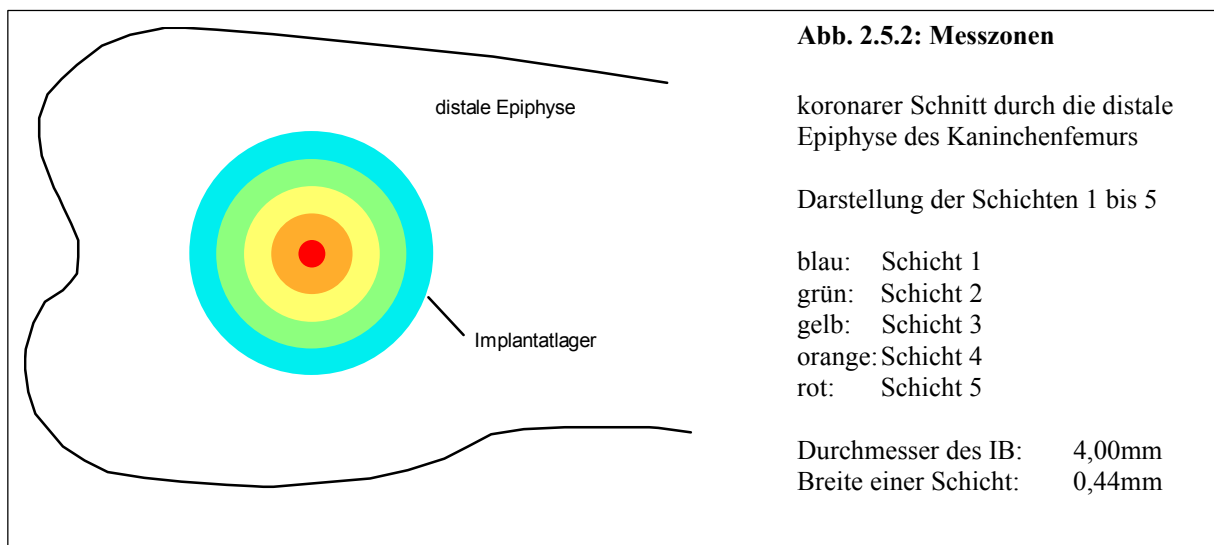 Abb. 2.5.2: Messzonen
koronarer Schnitt durch die distale
Epiphyse des Kaninchenfemurs
Darstellung der Schichten 1 bis 5
blau: Schicht 1
grün: Schicht 2
gelb: Schicht 3
orange: Schicht 4
rot: Schicht 5
Durchmesser des IB: 4,00mm
Breite einer Schicht: 0,44mm
distale Epiphyse
Implantatlager